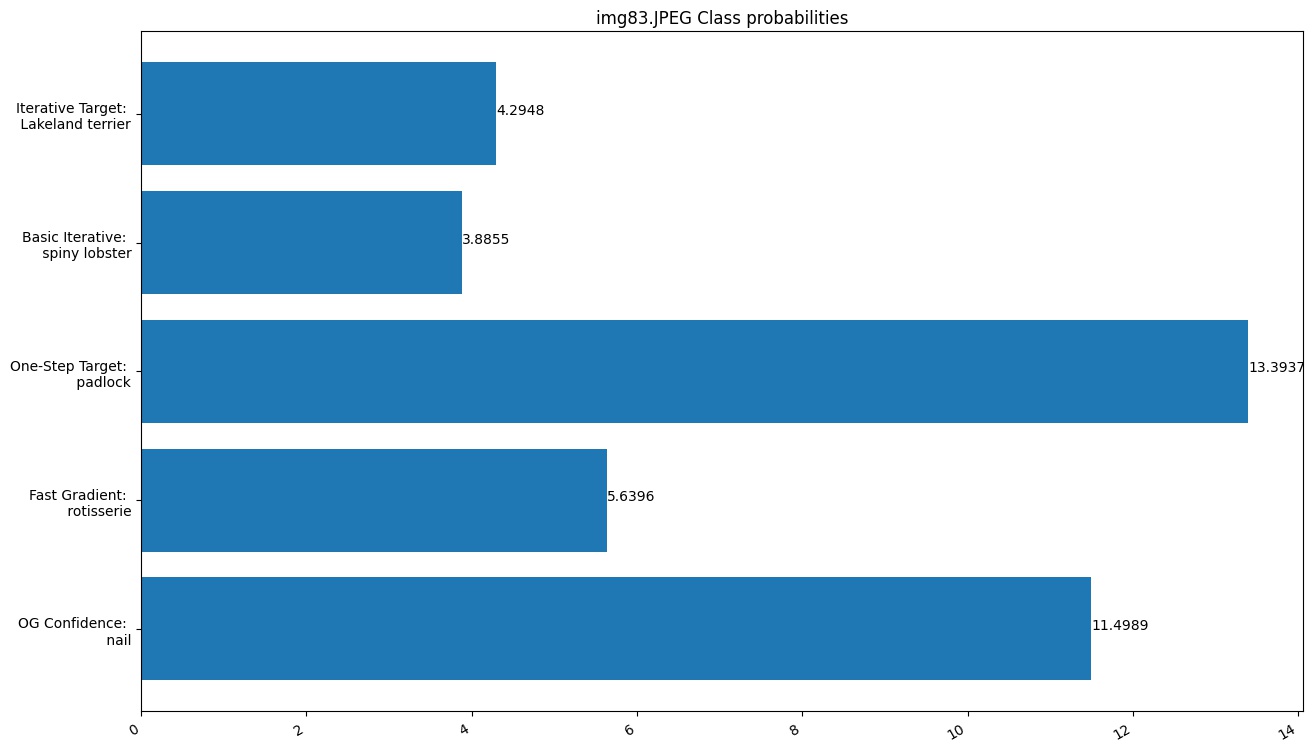 img83.JPEG Class probabilities
Iterative Target:
Lakeland terrier
4.2948
Basic Iterative:
spiny lobster
3.8855
One-Step Target:
padlock
13.3937
Fast Gradient:
rotisserie
5.6396
OG Confidence:
nail
11.4989
0 2 4 6 8 10 12 14